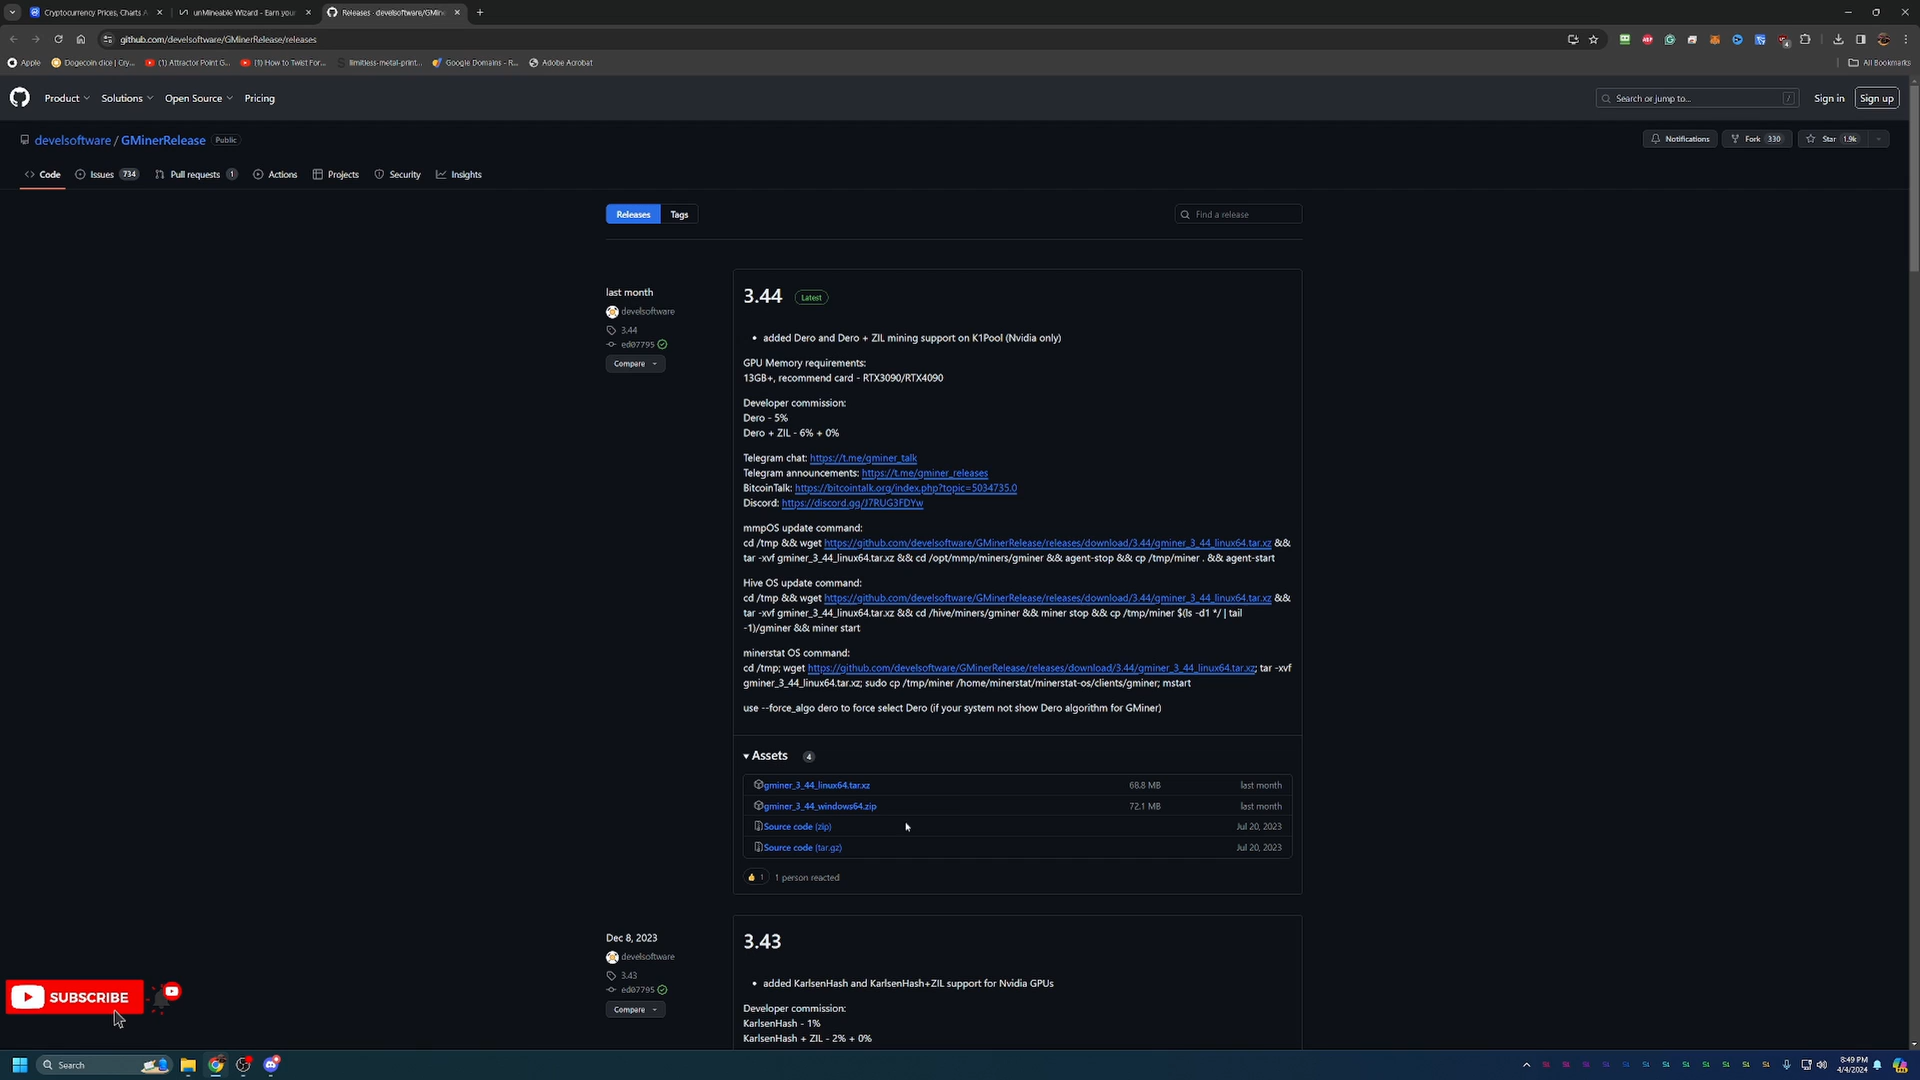 Cryptocurrency Prices, Charts A
unMineable Wizard - Earn your
Releases · develsoftware/GMine
github.com/develsoftware/GMinerRelease/releases
Apple
Dogecoin dice | Cry...
(1) Attractor Point G...
(1) How to Twist For...
limitless-metal-print...
Google Domains - R...
Adobe Acrobat
All Bookmarks
Product
Solutions
Open Source
Pricing
Search or jump to...
/
Sign in
Sign up
develsoftware / GMinerRelease Public
Notifications
Fork 330
Star 1.9k
Code
Issues 734
Pull requests 1
Actions
Projects
Security
Insights
Releases
Tags
Find a release
last month
develsoftware
3.44
ed07795
Compare
3.44 Latest
• added Dero and Dero + ZIL mining support on K1Pool (Nvidia only)
GPU Memory requirements:
13GB+, recommend card - RTX3090/RTX4090
Developer commission:
Dero - 5%
Dero + ZIL - 6% + 0%
Telegram chat: https://t.me/gminer_talk
Telegram announcements: https://t.me/gminer_releases
BitcoinTalk: https://bitcointalk.org/index.php?topic=5034735.0
Discord: https://discord.gg/J7RUG3FDYw
mmpOS update command:
cd /tmp && wget https://github.com/develsoftware/GMinerRelease/releases/download/3.44/gminer_3_44_linux64.tar.xz &&
tar -xvf gminer_3_44_linux64.tar.xz && cd /opt/mmp/miners/gminer && agent-stop && cp /tmp/miner . && agent-start
Hive OS update command:
cd /tmp && wget https://github.com/develsoftware/GMinerRelease/releases/download/3.44/gminer_3_44_linux64.tar.xz &&
tar -xvf gminer_3_44_linux64.tar.xz && cd /hive/miners/gminer && miner stop && cp /tmp/miner $(ls -d1 */ | tail
-1)/gminer && miner start
minerstat OS command:
cd /tmp; wget https://github.com/develsoftware/GMinerRelease/releases/download/3.44/gminer_3_44_linux64.tar.xz; tar -xvf
gminer_3_44_linux64.tar.xz; sudo cp /tmp/miner /home/minerstat/minerstat-os/clients/gminer; mstart
use --force_algo dero to force select Dero (if your system not show Dero algorithm for GMiner)
Assets 4
gminer_3_44_linux64.tar.xz 68.8 MB last month
gminer_3_44_windows64.zip 72.1 MB last month
Source code (zip) Jul 20, 2023
Source code (tar.gz) Jul 20, 2023
1 1 person reacted
Dec 8, 2023
develsoftware
3.43
ed07795
Compare
3.43
• added KarlsenHash and KarlsenHash+ZIL support for Nvidia GPUs
Developer commission:
KarlsenHash - 1%
KarlsenHash + ZIL - 2% + 0%
SUBSCRIBE
Search
8:49 PM
4/4/2024